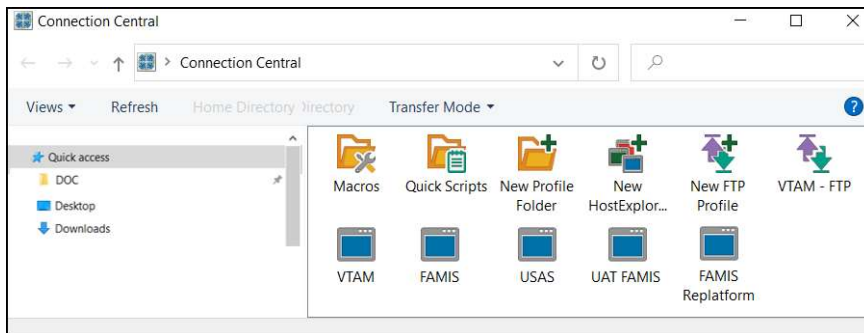 Connection Central
Connection Central
Views Refresh Home Directory Directory Transfer Mode
Quick access
DOC
Desktop
Downloads
Macros Quick Scripts New Profile New New FTP VTAM - FTP
Folder HostExplor... Profile
VTAM FAMIS USAS UAT FAMIS FAMIS
Replatform